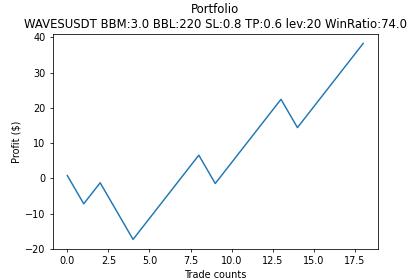 Portfolio
WAVESUSDT BBM:3.0 BBL:220 SL:0.8 TP:0.6 lev:20 WinRatio:74.0
40
30
20
10
0
−10
−20
Profit ($)
0.0 2.5 5.0 7.5 10.0 12.5 15.0 17.5
Trade counts